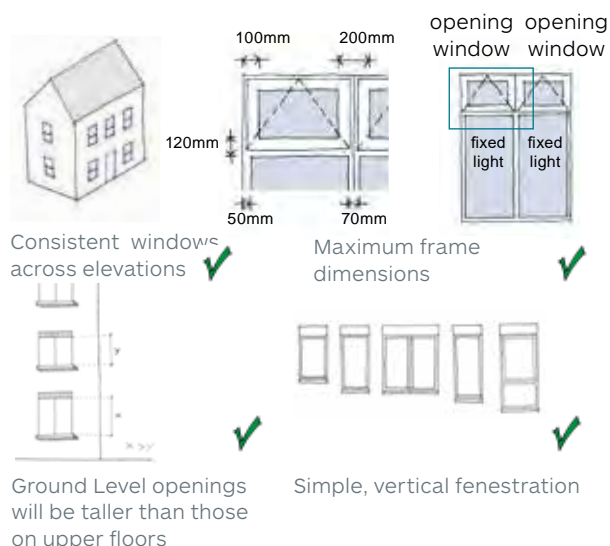 opening opening
window window
100mm 200mm
120mm
fixed fixed
light light
50mm 70mm
Consistent windows
across elevations
Maximum frame
dimensions
y
x
x>y
Ground Level openings
will be taller than those
on upper floors
Simple, vertical fenestration